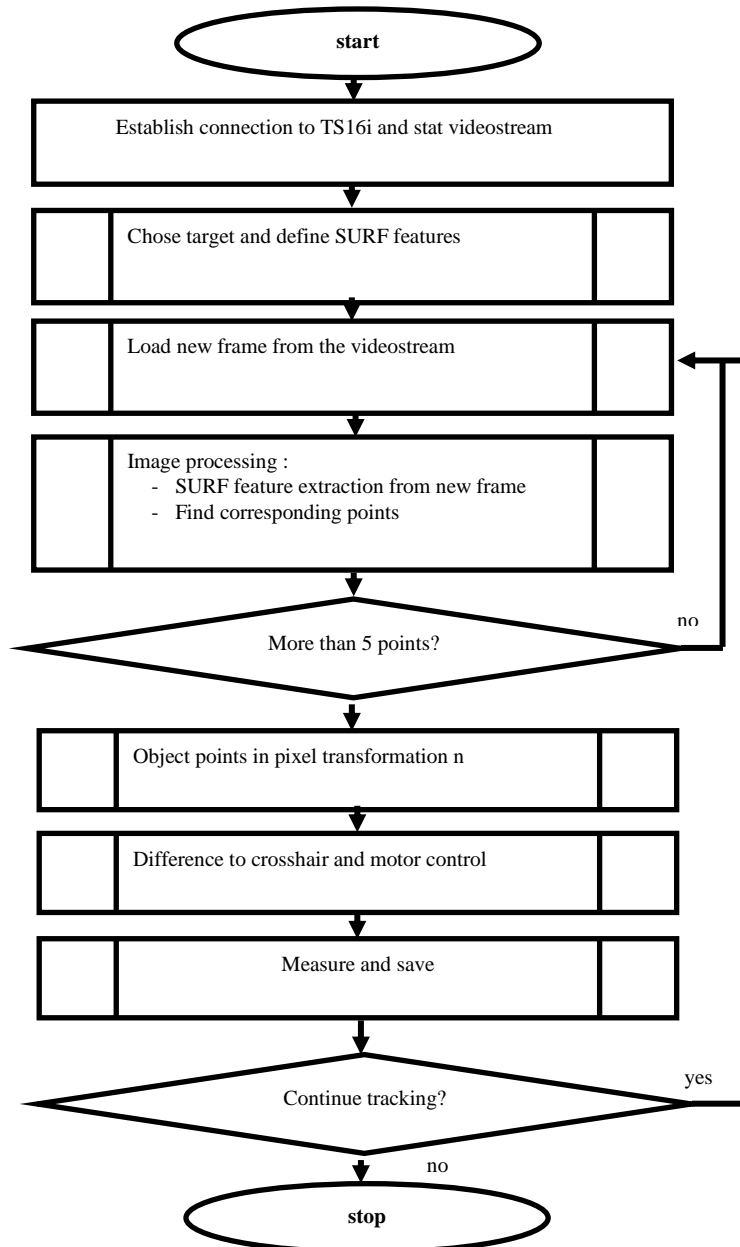 start
Establish connection to TS16i and stat videostream
Chose target and define SURF features
Load new frame from the videostream
Image processing :
- SURF feature extraction from new frame
- Find corresponding points
no
More than 5 points?
Object points in pixel transformation n
Difference to crosshair and motor control
Measure and save
yes
Continue tracking?
no
stop